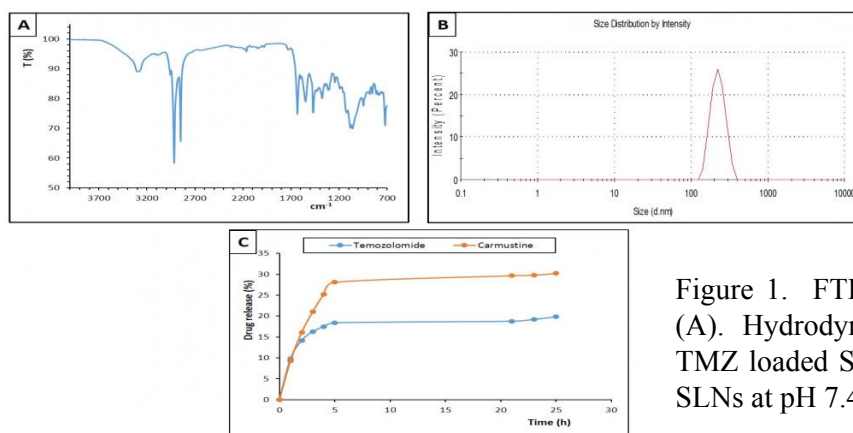 A
T (%)
100
90
80
70
60
50
3700
3200
2700
2200
1700
1200
700
cm⁻¹
B
Size Distribution by Intensity
Intensity (Percent)
30
20
10
0
0.1
1
10
100
1000
10000
Size (d.nm)
C
Temozolomide
Carmustine
Drug release (%)
35
30
25
20
15
10
5
0
0
5
10
15
20
25
30
Time (h)
Figure 1. FTI
(A). Hydrodyn
TMZ loaded S
SLNs at pH 7.4